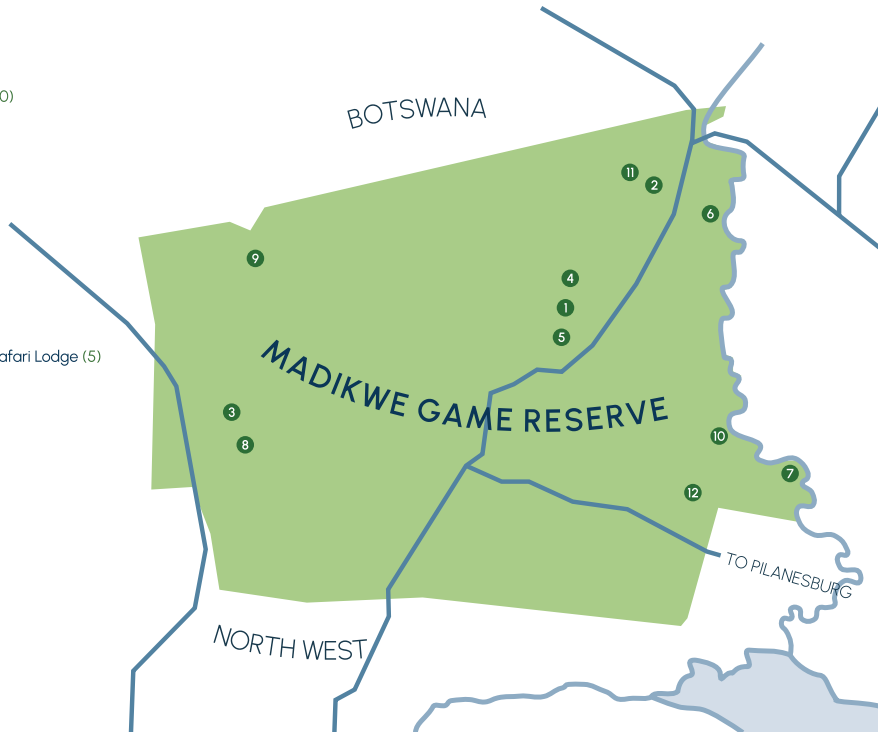 0)
BOTSWANA
11
2
6
9
4
1
5
afari Lodge (5)
MADIKWE GAME RESERVE
3
8
10
7
12
TO PILANESBURG
NORTH WEST